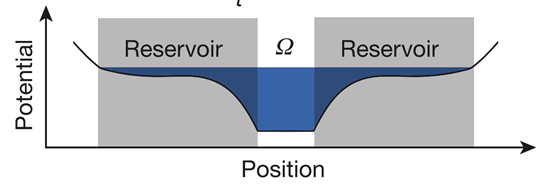 t
Reservoir Ω Reservoir
Potential
Position